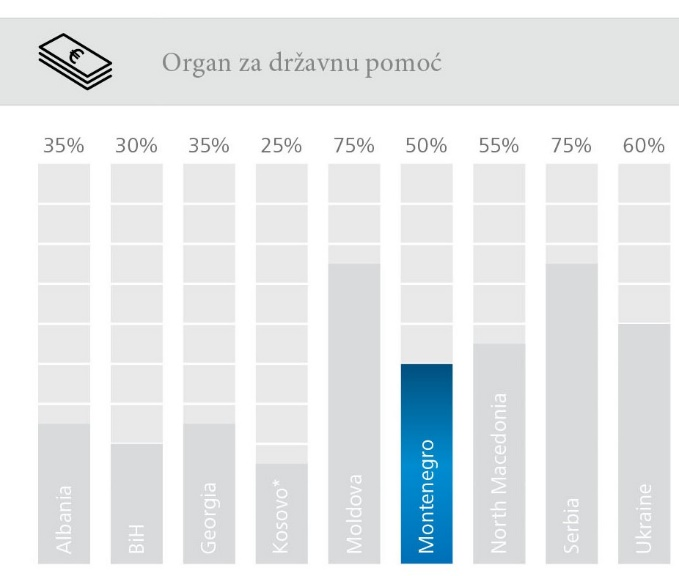 €
Organ za državnu pomoć
35% 30% 35% 25% 75% 50% 55% 75% 60%
Albania
BiH
Georgia
Kosovo*
Moldova
Montenegro
North Macedonia
Serbia
Ukraine